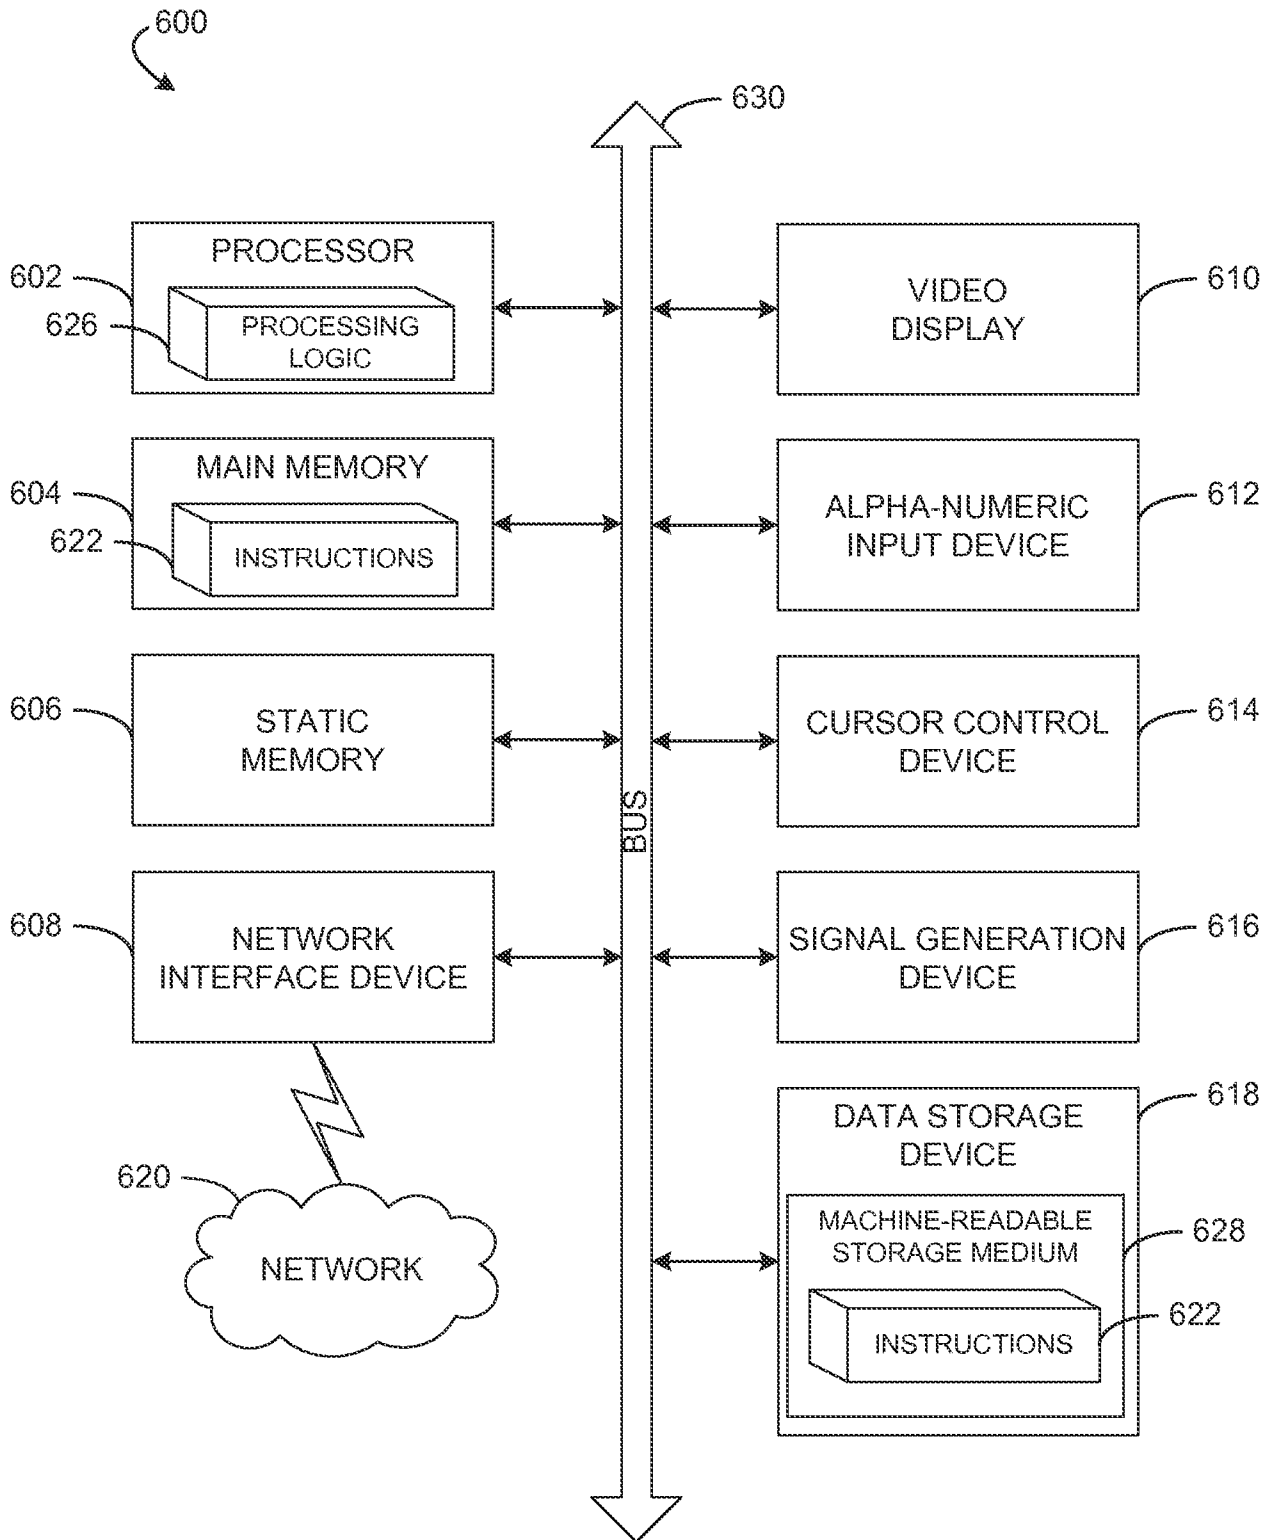 600
630
PROCESSOR
602
626
PROCESSING
LOGIC
VIDEO
DISPLAY
610
MAIN MEMORY
604
622
INSTRUCTIONS
ALPHA-NUMERIC
INPUT DEVICE
612
606
STATIC
MEMORY
CURSOR CONTROL
DEVICE
614
BUS
608
NETWORK
INTERFACE DEVICE
SIGNAL GENERATION
DEVICE
616
620
NETWORK
DATA STORAGE
DEVICE
618
MACHINE-READABLE
STORAGE MEDIUM
628
INSTRUCTIONS
622